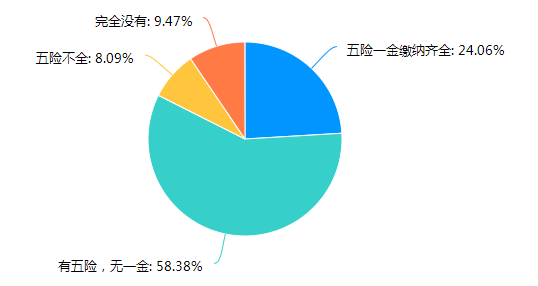 完全没有: 9.47%
五险一金缴纳齐全: 24.06%
五险不全: 8.09%
有五险，无一金: 58.38%